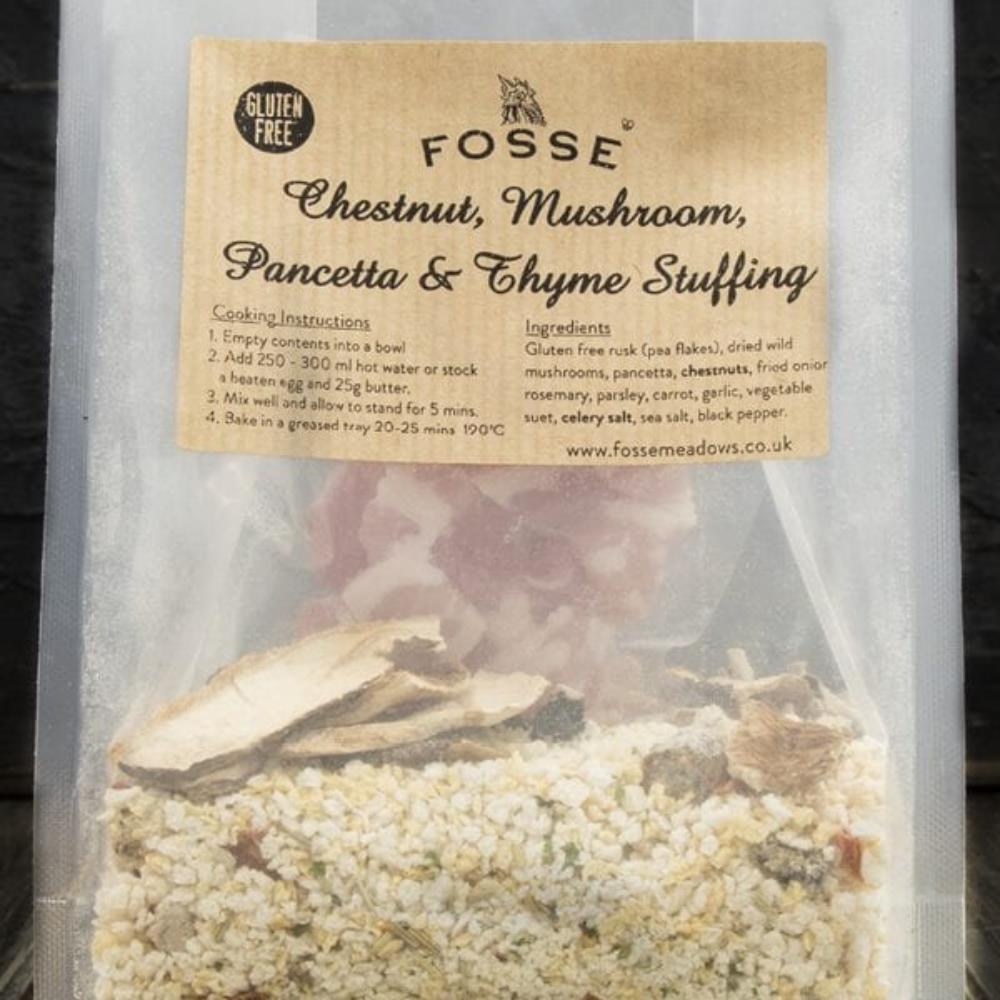 GLUTEN
FREE
FOSSE
Chestnut, Mushroom,
Pancetta & Thyme Stuffing
Cooking Instructions
1. Empty contents into a bowl
2. Add 250 - 300 ml hot water or stock
a beaten egg and 25g butter.
3. Mix well and allow to stand for 5 mins.
4. Bake in a greased tray 20-25 mins 190°C
Ingredients
Gluten free rusk (pea flakes), dried wild
mushrooms, pancetta, chestnuts, fried onion
rosemary, parsley, carrot, garlic, vegetable
suet, celery salt, sea salt, black pepper.
www.fossemeadows.co.uk